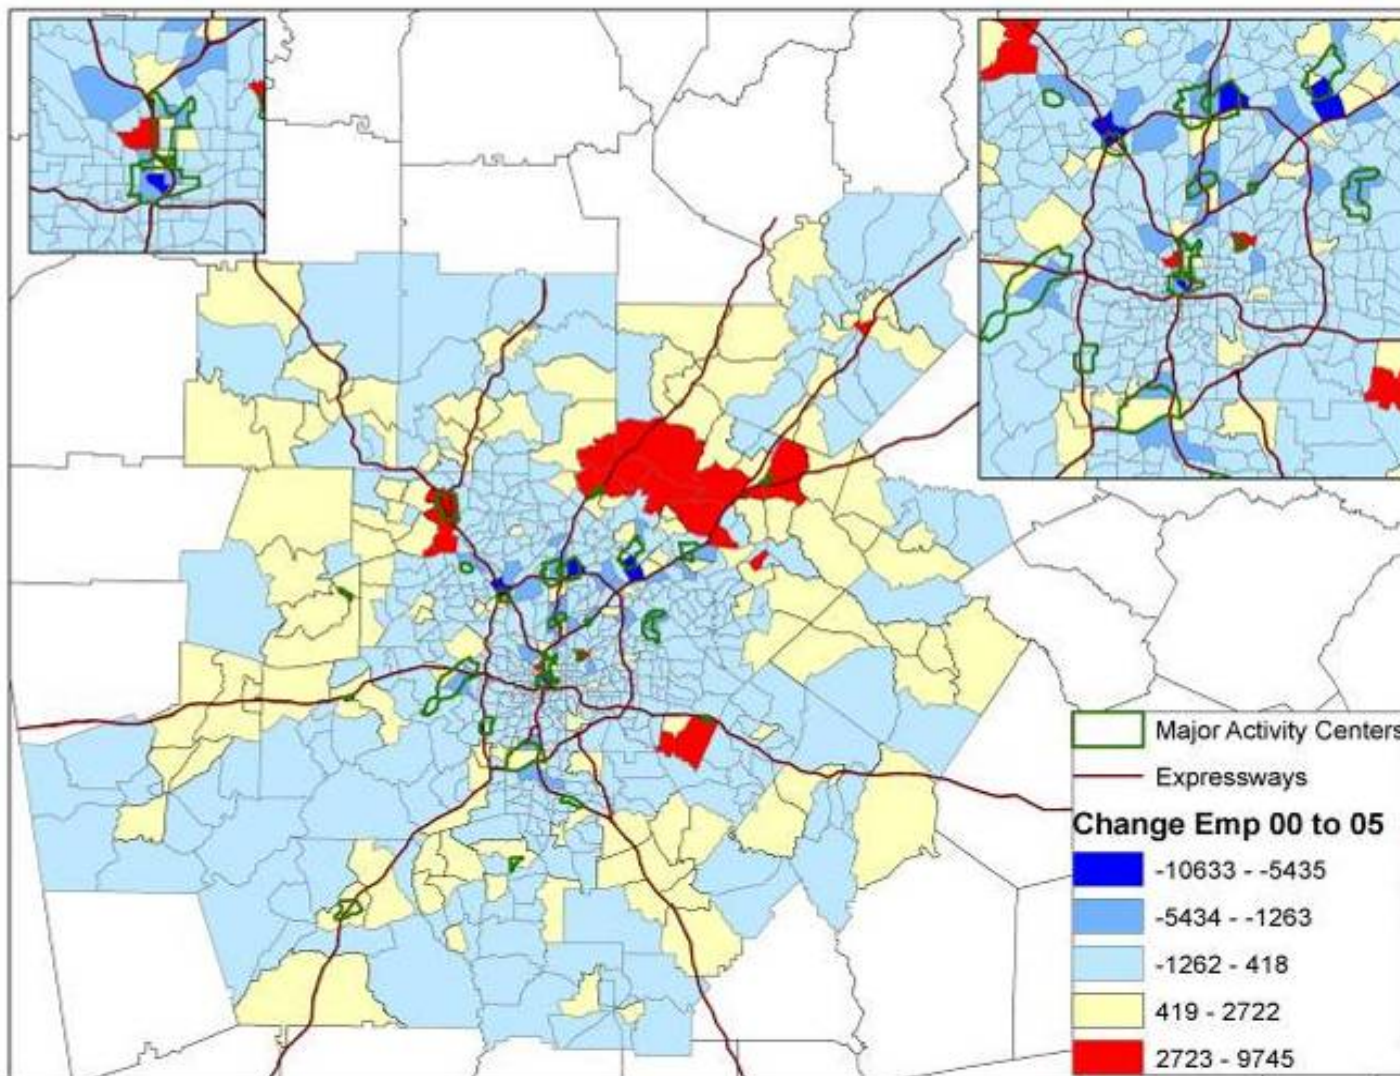 Major Activity Centers
Expressways
Change Emp 00 to 05
-10633 - -5435
-5434 - -1263
-1262 - 418
419 - 2722
2723 - 9745